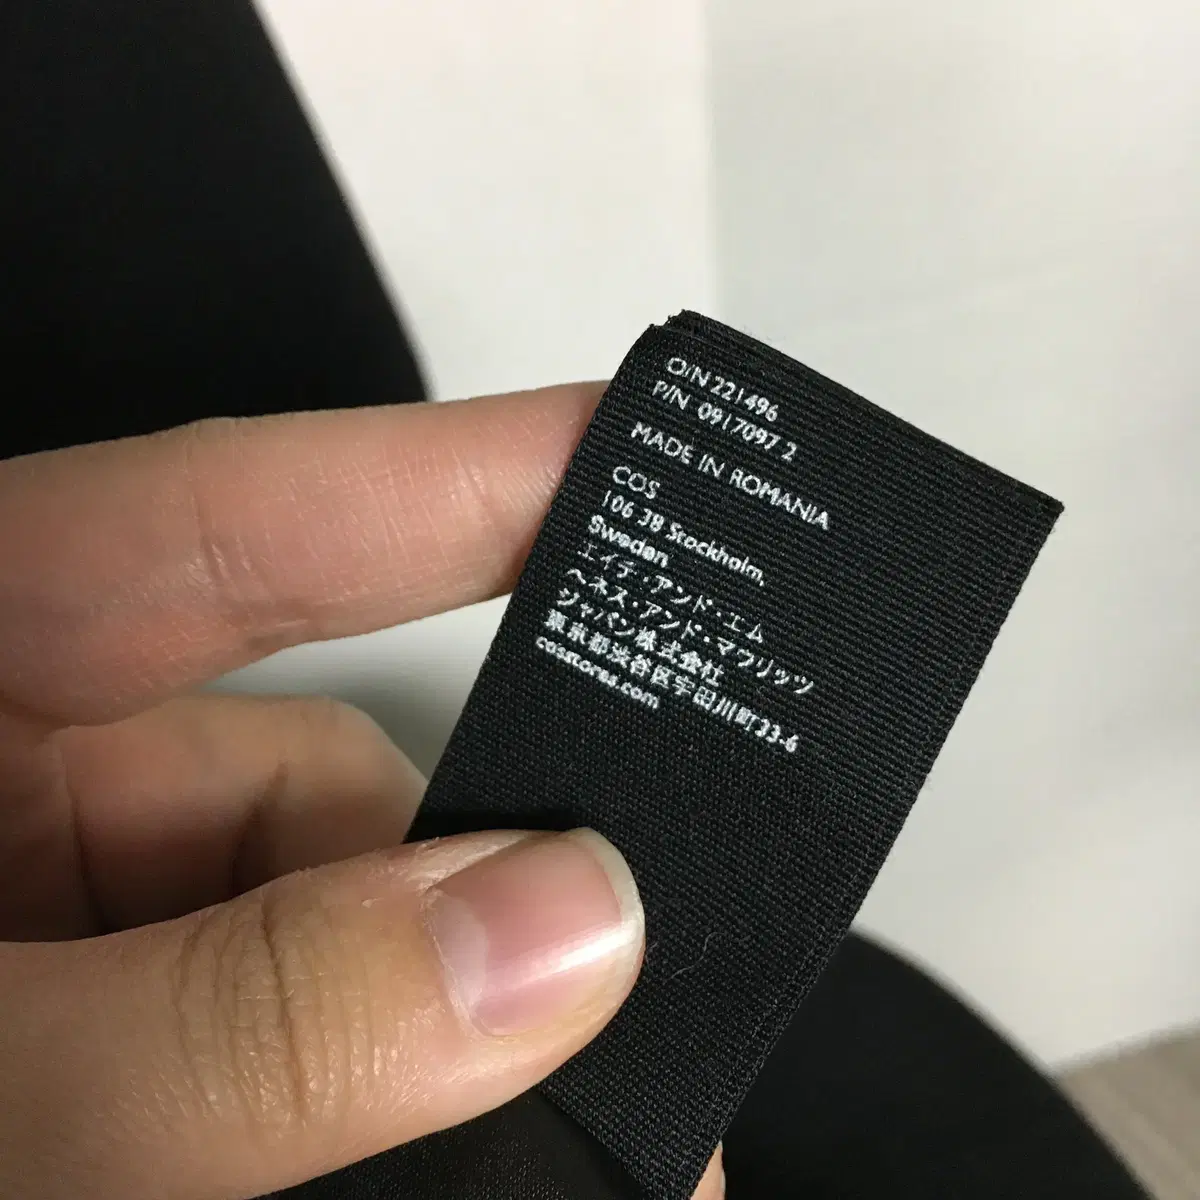 O/N 221496
P/N 0917097 2
MADE IN ROMANIA
COS
106 38 Stockholm,
Sweden
エイチ・アンド・エム
ヘネス・アンド・マウリッツ
ジャパン株式会社
東京都渋谷区宇田川町33-6
cosstores.com